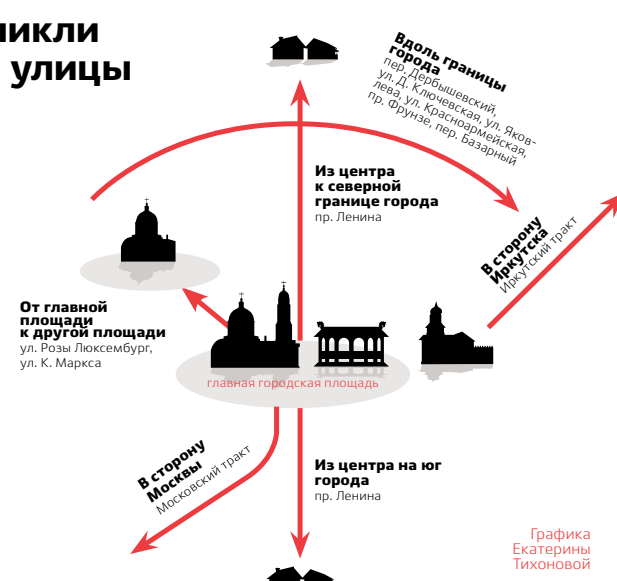 никли
улицы
Вдоль границы
города
пер. Дербышевский,
ул. Д. Ключевская, ул. Яков-
лева, ул. Красноармейская,
пр. Фрунзе, пер. Базарный
Из центра
к северной
границе города
пр. Ленина
В сторону
Иркутска
Иркутский тракт
От главной
площади
к другой площади
ул. Розы Люксембург,
ул. К. Маркса
главная городская площадь
В сторону
Москвы
Московский тракт
Из центра на юг
города
пр. Ленина
Графика
Екатерины
Тихоновой